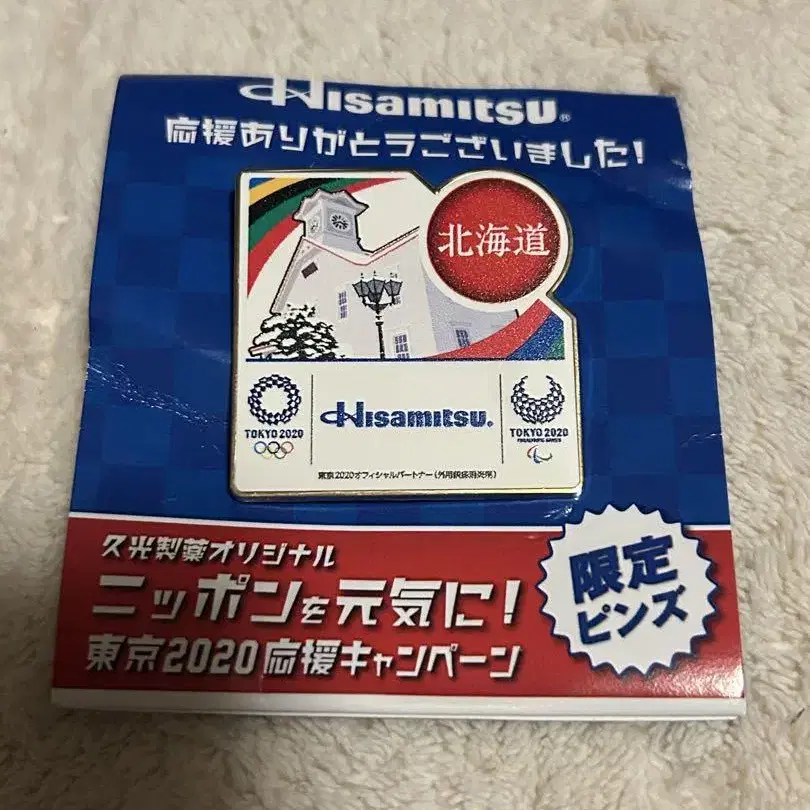 Hisamitsu®
応援ありがとうございました!
北海道
TOKYO 2020
Hisamitsu®
TOKYO 2020
PARALYMPIC GAMES
東京2020オフィシャルパートナー(外用鎮痛消炎剤)
久光製薬オリジナル
ニッポンを元気に!
東京2020応援キャンペーン
限定
ピンズ